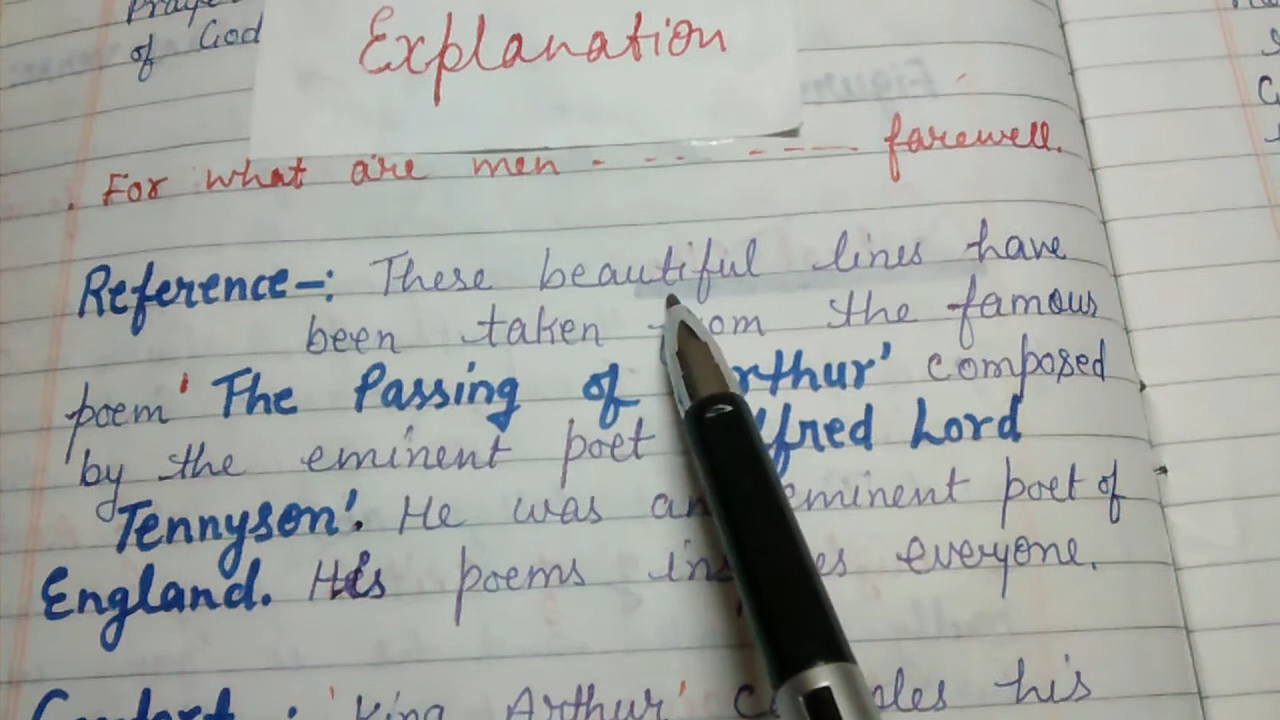 of God
Explanation
. For what are men - - - - - - - farewell.
Reference-: These beautiful lines have
been taken the famous
poem ' The Passing of composed
by the eminent poet Lord
Tennyson'. He was an eminent poet of
England. His poems everyone.
: 'King Arthur' his